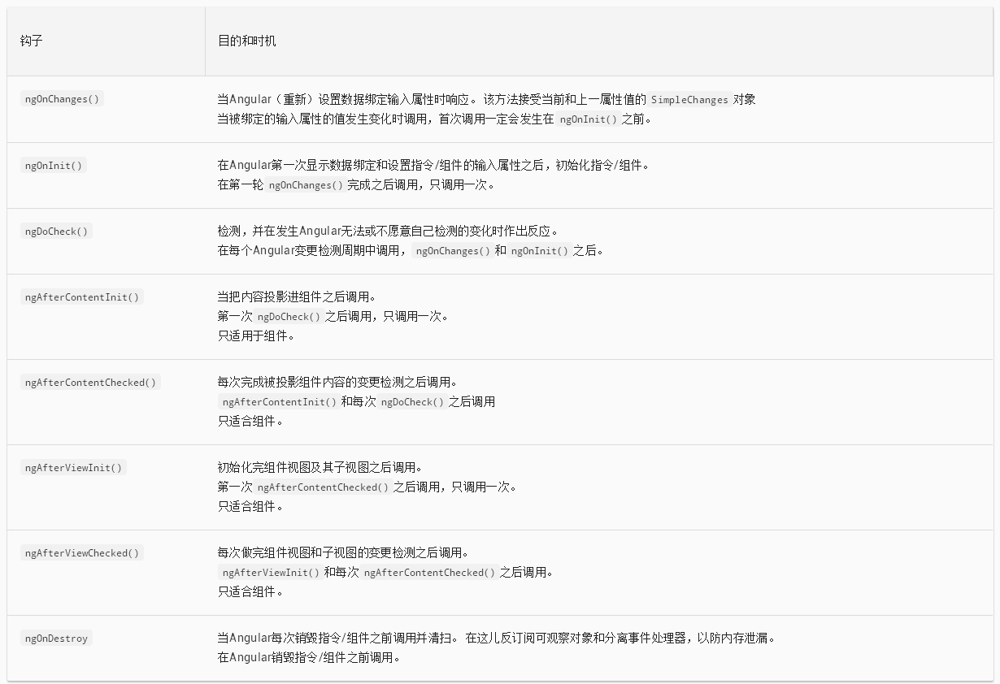 钩子 目的和时机
ngOnChanges() 当Angular（重新）设置数据绑定输入属性时响应。 该方法接受当前和上一属性值的 SimpleChanges 对象
当被绑定的输入属性的值发生变化时调用，首次调用一定会发生在 ngOnInit() 之前。
ngOnInit() 在Angular第一次显示数据绑定和设置指令/组件的输入属性之后，初始化指令/组件。
在第一轮 ngOnChanges() 完成之后调用，只调用一次。
ngDoCheck() 检测，并在发生Angular无法或不愿意自己检测的变化时作出反应。
在每个Angular变更检测周期中调用， ngOnChanges() 和 ngOnInit() 之后。
ngAfterContentInit() 当把内容投影进组件之后调用。
第一次 ngDoCheck() 之后调用，只调用一次。
只适用于组件。
ngAfterContentChecked() 每次完成被投影组件内容的变更检测之后调用。
ngAfterContentInit() 和每次 ngDoCheck() 之后调用
只适合组件。
ngAfterViewInit() 初始化完组件视图及其子视图之后调用。
第一次 ngAfterContentChecked() 之后调用，只调用一次。
只适合组件。
ngAfterViewChecked() 每次做完组件视图和子视图的变更检测之后调用。
ngAfterViewInit() 和每次 ngAfterContentChecked() 之后调用。
只适合组件。
ngOnDestroy 当Angular每次销毁指令/组件之前调用并清扫。 在这儿反订阅可观察对象和分离事件处理器，以防内存泄漏。
在Angular销毁指令/组件之前调用。